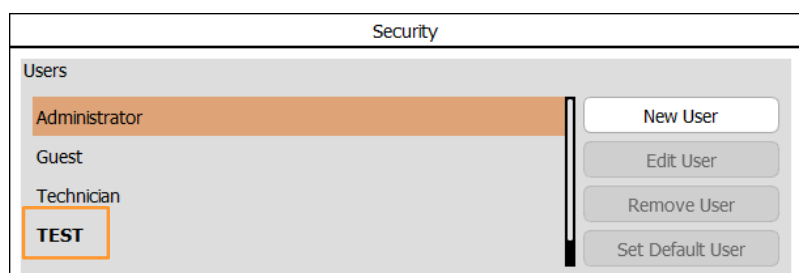 Security
Users
Administrator
New User
Guest
Edit User
Technician
Remove User
TEST
Set Default User